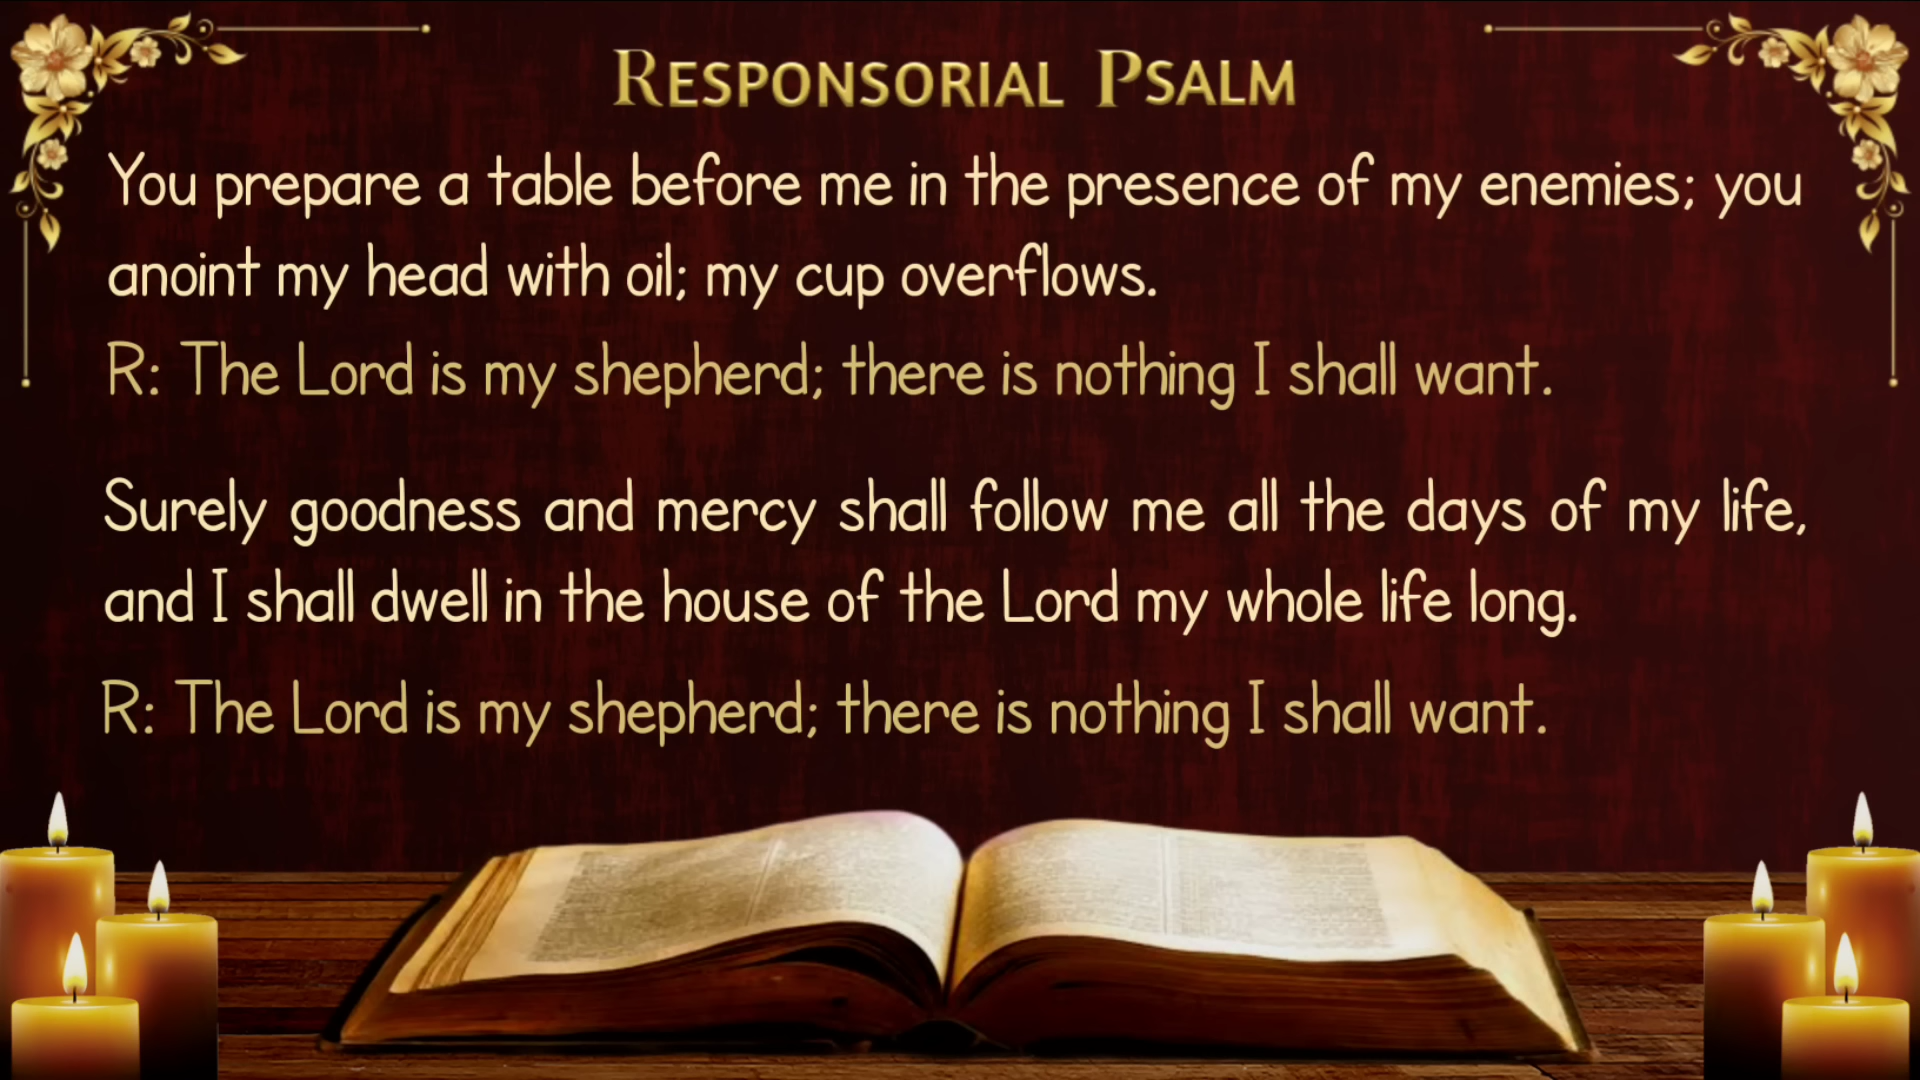 Responsorial Psalm
You prepare a table before me in the presence of my enemies; you
anoint my head with oil; my cup overflows.
R: The Lord is my shepherd; there is nothing I shall want.
Surely goodness and mercy shall follow me all the days of my life,
and I shall dwell in the house of the Lord my whole life long.
R: The Lord is my shepherd; there is nothing I shall want.